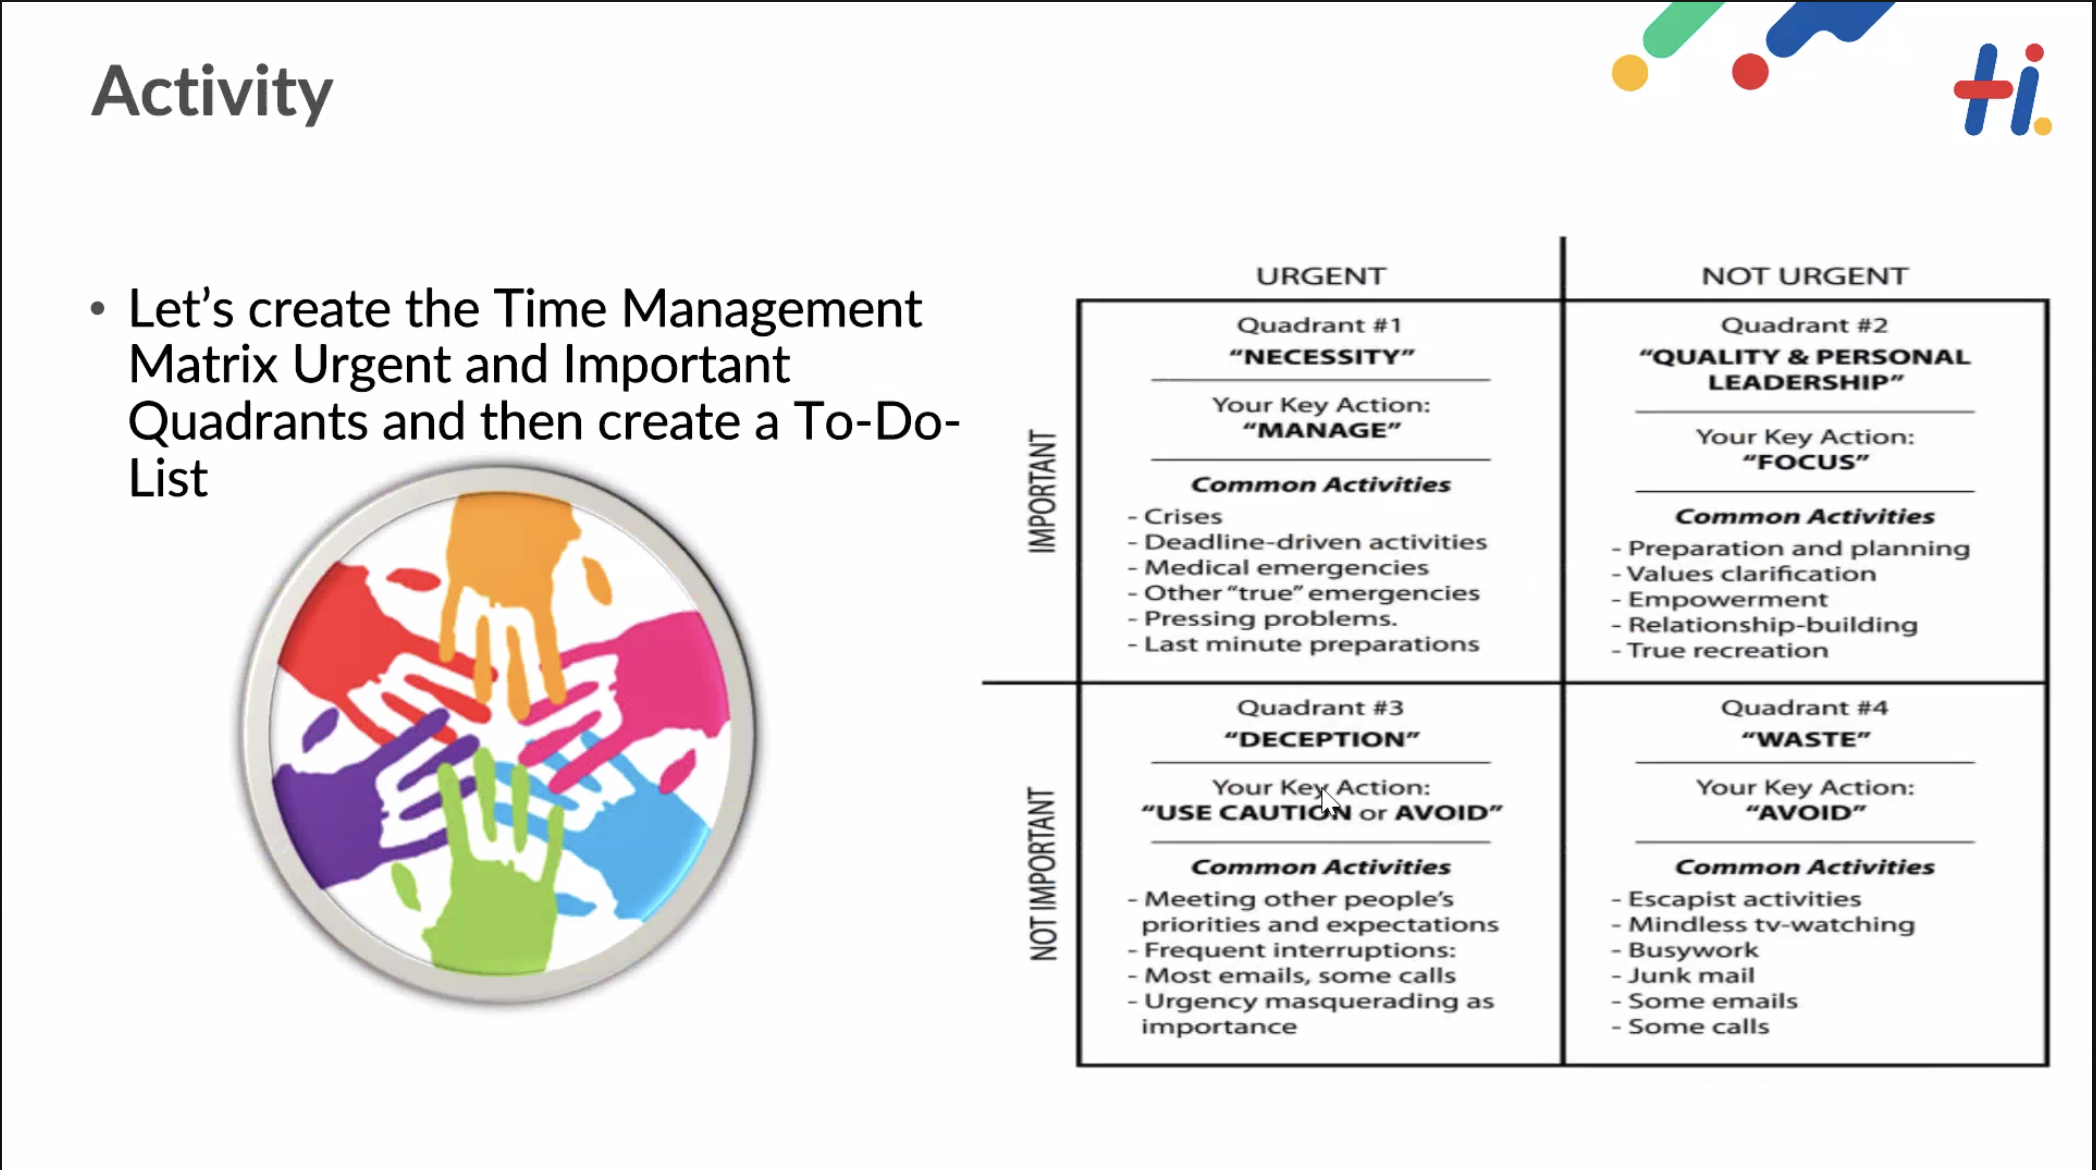 Activity
Hi.
• Let’s create the Time Management
Matrix Urgent and Important
Quadrants and then create a To-Do-
List
URGENT
NOT URGENT
IMPORTANT
Quadrant #1
“NECESSITY”
Your Key Action:
“MANAGE”
Common Activities
- Crises
- Deadline-driven activities
- Medical emergencies
- Other “true” emergencies
- Pressing problems.
- Last minute preparations
Quadrant #2
“QUALITY & PERSONAL
LEADERSHIP”
Your Key Action:
“FOCUS”
Common Activities
- Preparation and planning
- Values clarification
- Empowerment
- Relationship-building
- True recreation
NOT IMPORTANT
Quadrant #3
“DECEPTION”
Your Key Action:
“USE CAUTION or AVOID”
Common Activities
- Meeting other people’s
priorities and expectations
- Frequent interruptions:
- Most emails, some calls
- Urgency masquerading as
importance
Quadrant #4
“WASTE”
Your Key Action:
“AVOID”
Common Activities
- Escapist activities
- Mindless tv-watching
- Busywork
- Junk mail
- Some emails
- Some calls